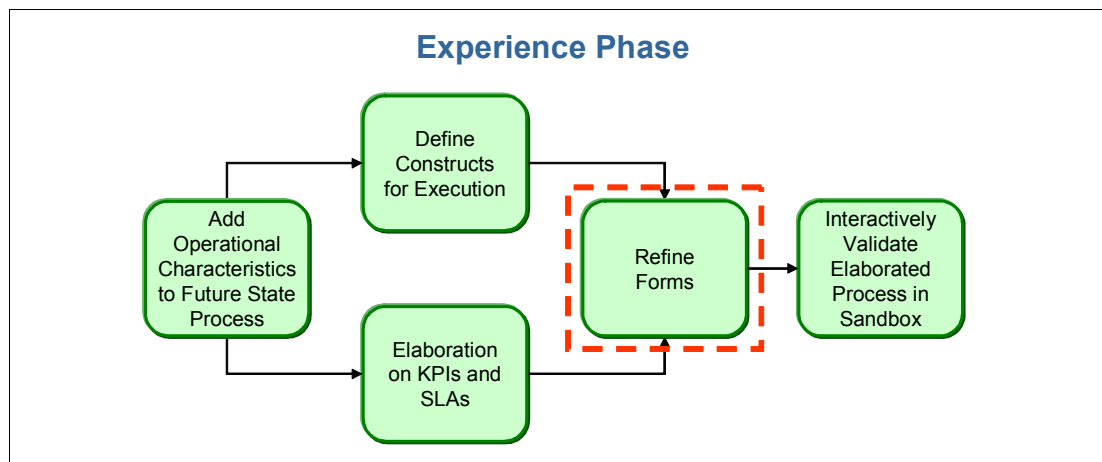 Experience Phase
Define
Constructs
for Execution
Add
Operational
Characteristics
to Future State
Process
Refine
Forms
Interactively
Validate
Elaborated
Process in
Sandbox
Elaboration
on KPIs and
SLAs